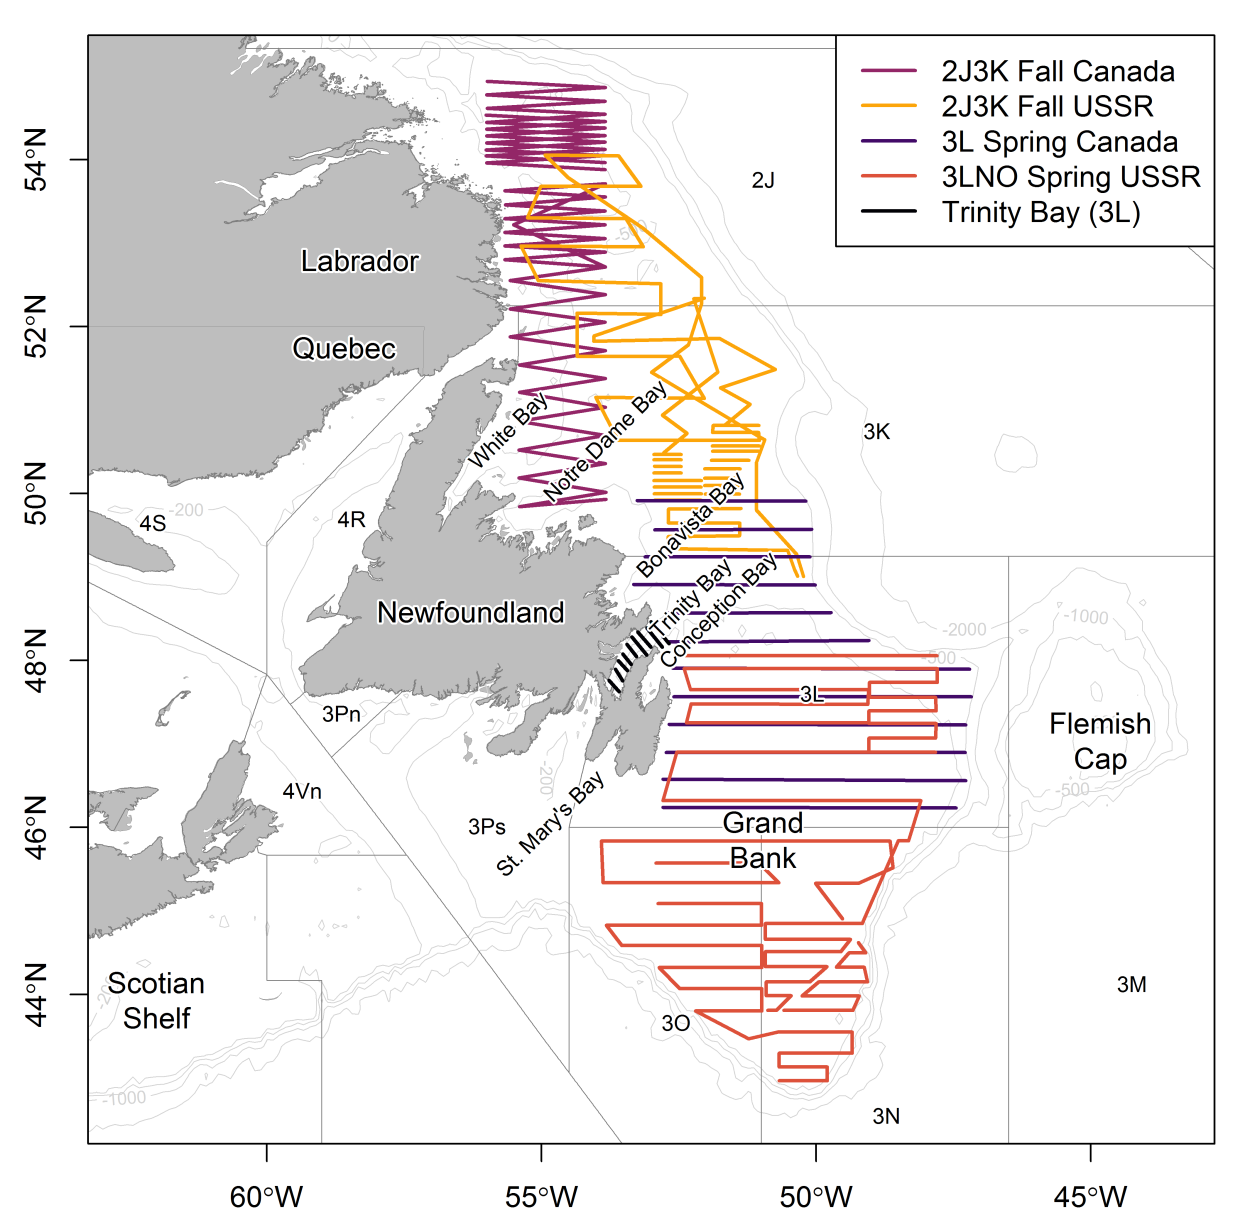 2J3K Fall Canada
2J3K Fall USSR
3L Spring Canada
3LNO Spring USSR
Trinity Bay (3L)
54°N
52°N
50°N
48°N
46°N
44°N
2J
-500
Labrador
Quebec
White Bay
Notre Dame Bay
3K
4S
-200
4R
Bonavista Bay
Trinity Bay
Conception Bay
Newfoundland
-1000
-2000
-500
3L
3Pn
Flemish
Cap
-200
4Vn
-500
3Ps
St. Mary's Bay
Grand
Bank
Scotian
Shelf
-200
3M
3O
-1000
3N
60°W
55°W
50°W
45°W